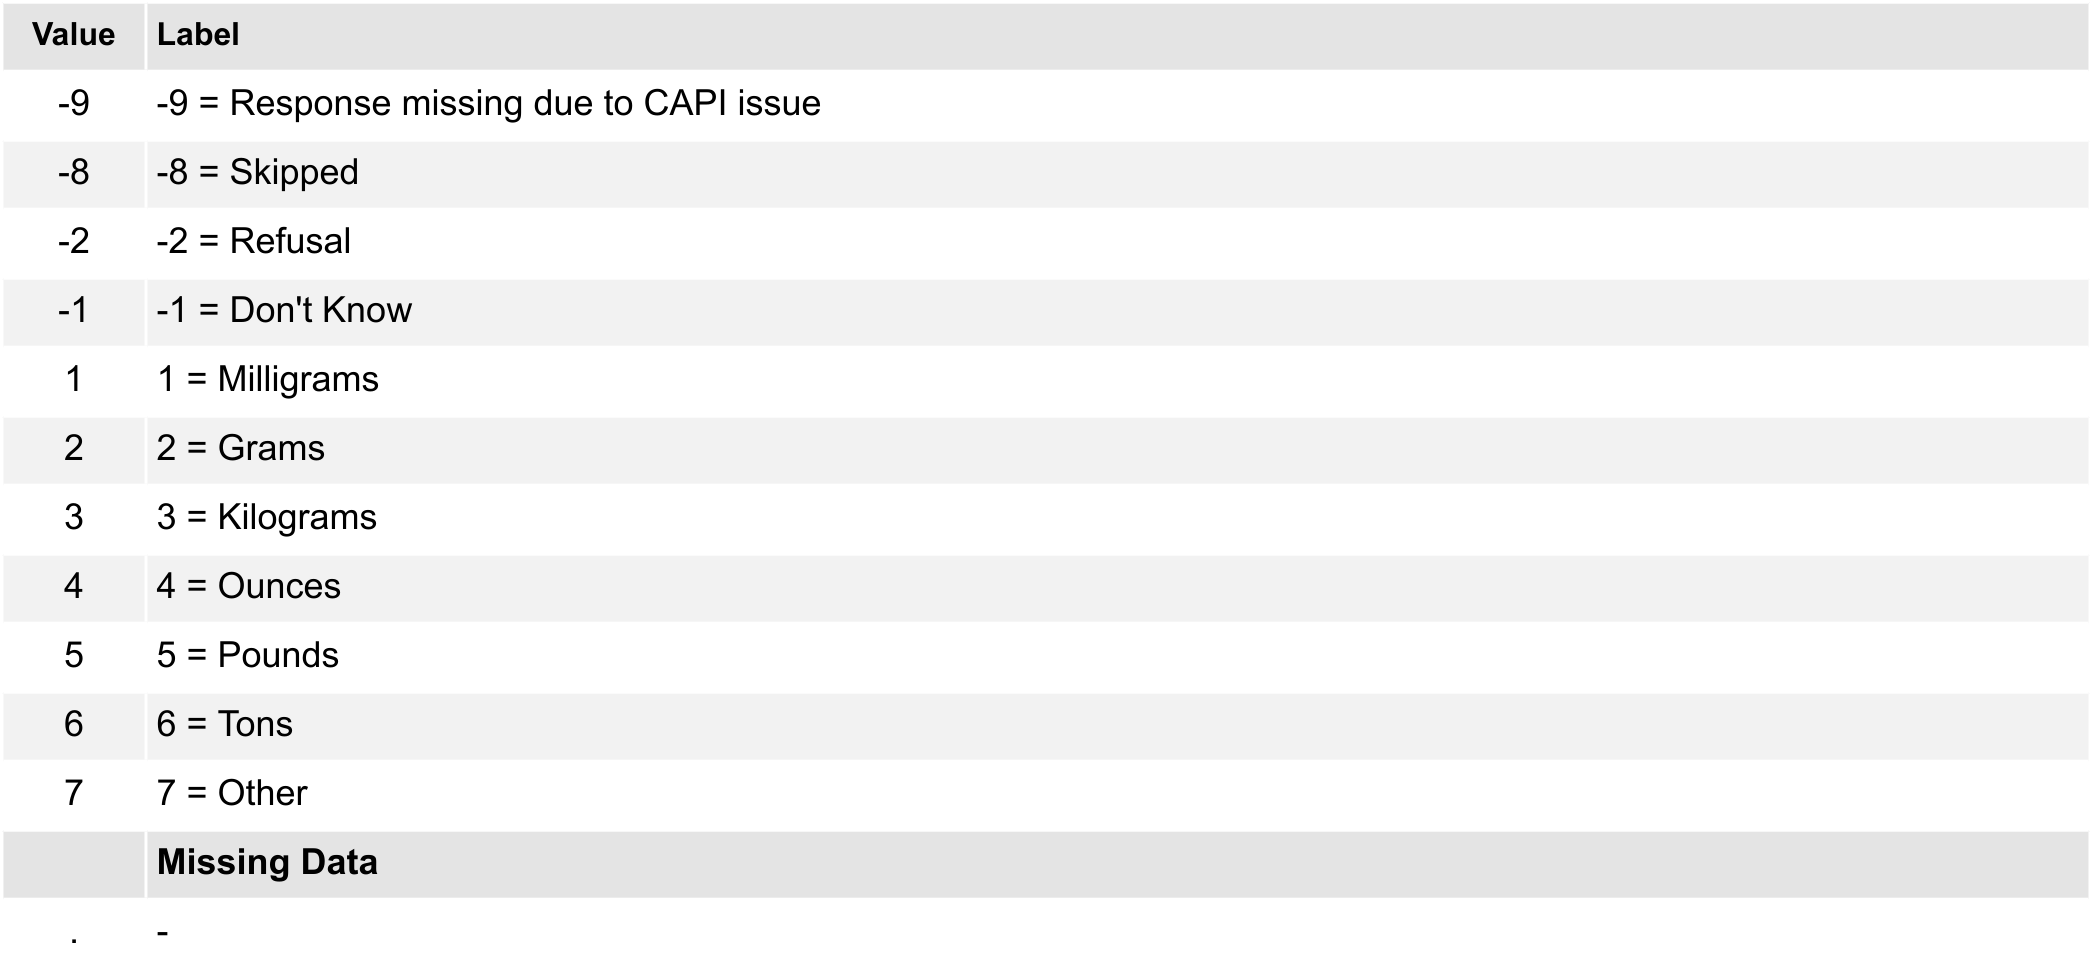 Value Label
-9 -9 = Response missing due to CAPI issue
-8 -8 = Skipped
-2 -2 = Refusal
-1 -1 = Don't Know
1 1 = Milligrams
2 2 = Grams
3 3 = Kilograms
4 4 = Ounces
5 5 = Pounds
6 6 = Tons
7 7 = Other
Missing Data
. -